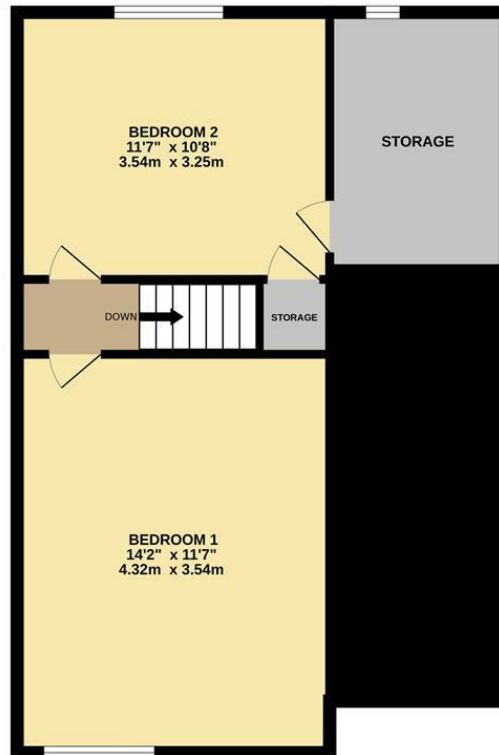 BEDROOM 2
11'7" x 10'8"
3.54m x 3.25m
STORAGE
DOWN
STORAGE
BEDROOM 1
14'2" x 11'7"
4.32m x 3.54m